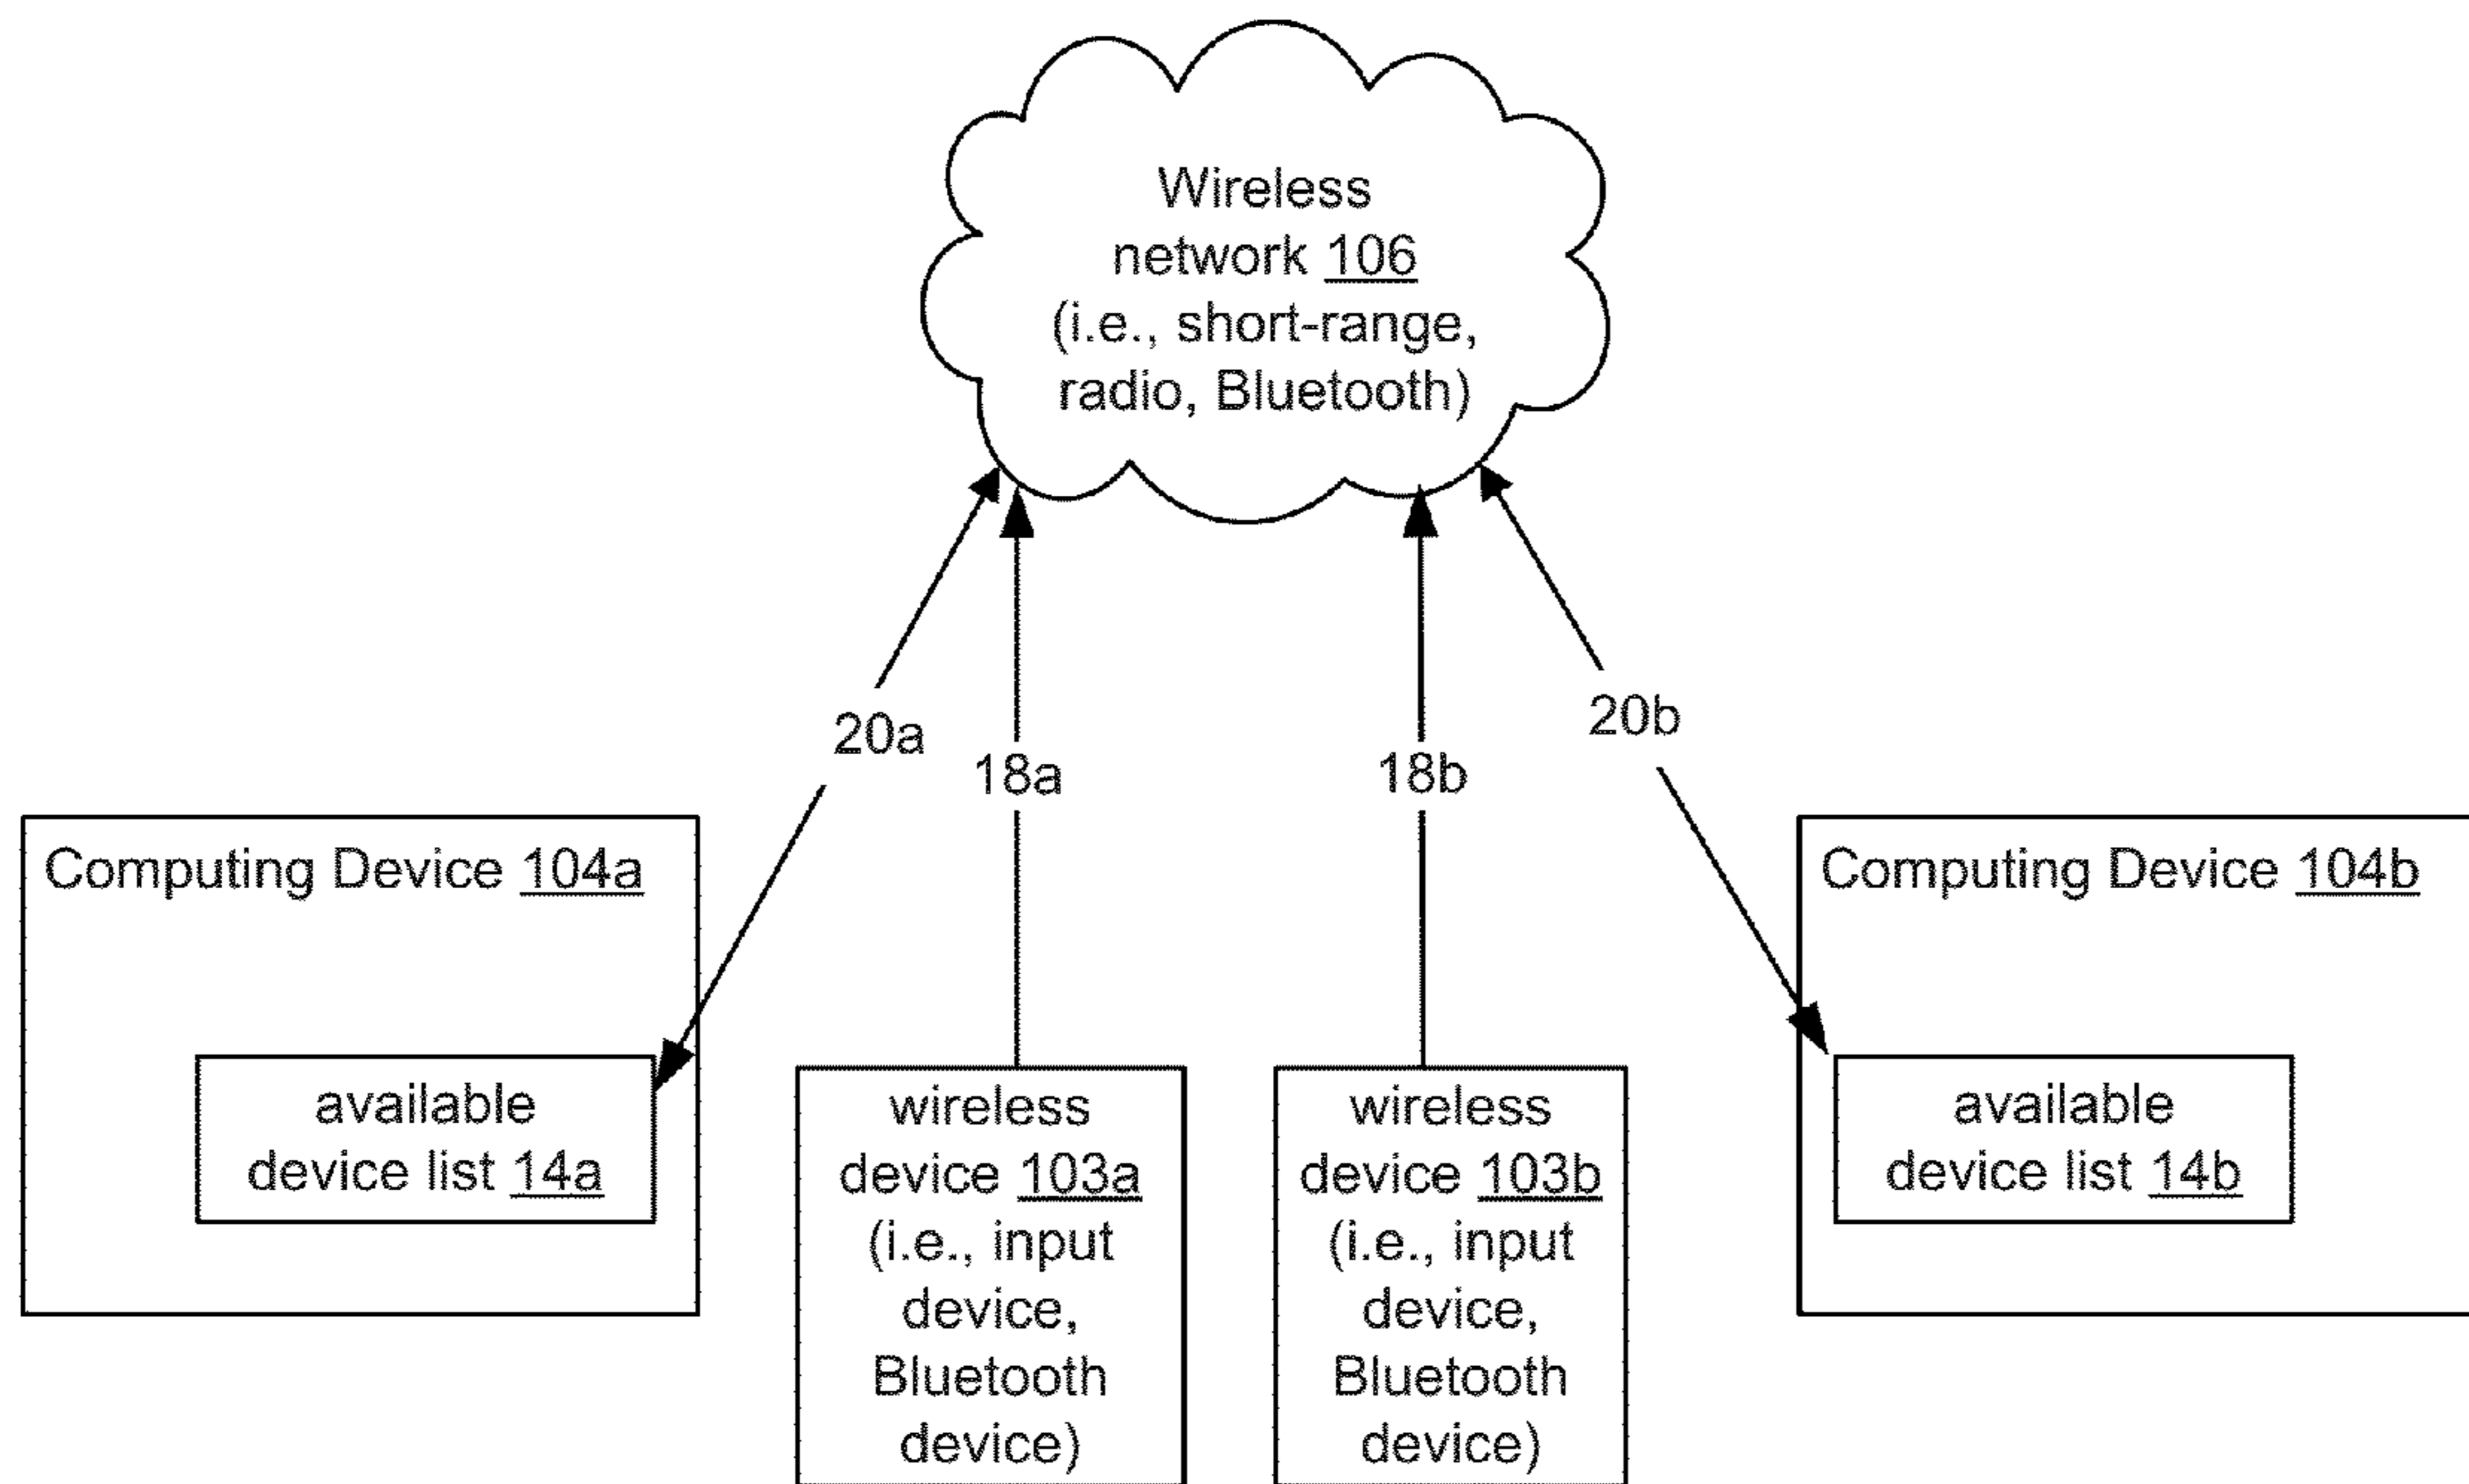 Wireless
network 106
(i.e., short-range,
radio, Bluetooth)
20a
18a
18b
20b
Computing Device 104a
available
device list 14a
wireless
device 103a
(i.e., input
device,
Bluetooth
device)
wireless
device 103b
(i.e., input
device,
Bluetooth
device)
Computing Device 104b
available
device list 14b